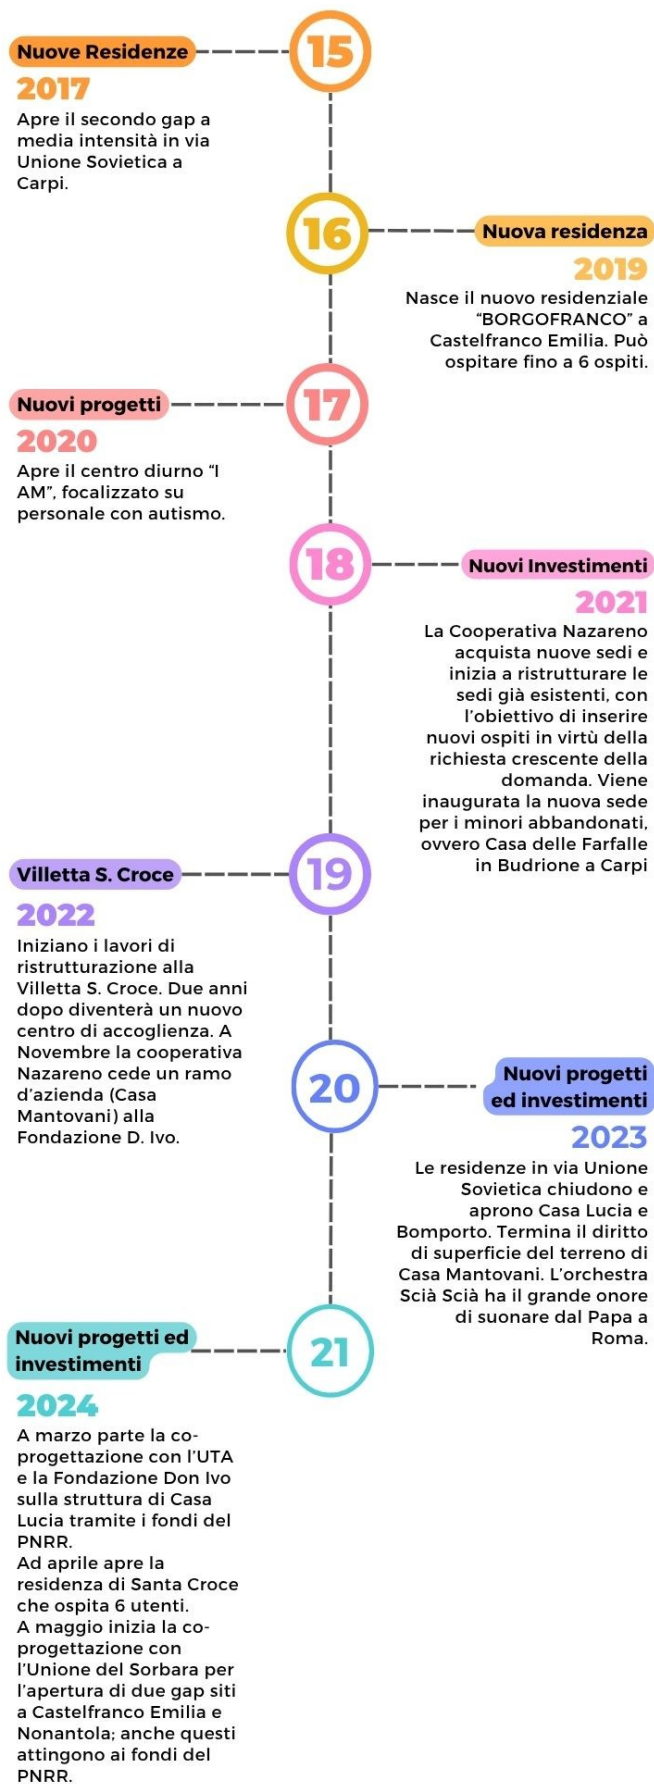 15
Nuove Residenze
2017
Apre il secondo gap a
media intensità in via
Unione Sovietica a
Carpi.
16
Nuova residenza
2019
Nasce il nuovo residenziale
“BORGOFRANCO” a
Castelfranco Emilia. Può
ospitare fino a 6 ospiti.
17
Nuovi progetti
2020
Apre il centro diurno “I
AM”, focalizzato su
personale con autismo.
18
Nuovi Investimenti
2021
La Cooperativa Nazareno
acquista nuove sedi e
inizia a ristrutturare le
sedi già esistenti, con
l’obiettivo di inserire
nuovi ospiti in virtù della
richiesta crescente della
domanda. Viene
inaugurata la nuova sede
per i minori abbandonati,
ovvero Casa delle Farfalle
in Budrione a Carpi
19
Villetta S. Croce
2022
Iniziano i lavori di
ristrutturazione alla
Villetta S. Croce. Due anni
dopo diventerà un nuovo
centro di accoglienza. A
Novembre la cooperativa
Nazareno cede un ramo
d’azienda (Casa
Mantovani) alla
Fondazione D. Ivo.
20
Nuovi progetti
ed investimenti
2023
Le residenze in via Unione
Sovietica chiudono e
aprono Casa Lucia e
Bomporto. Termina il diritto
di superficie del terreno di
Casa Mantovani. L’orchestra
Scià Scià ha il grande onore
di suonare dal Papa a
Roma.
21
Nuovi progetti ed
investimenti
2024
A marzo parte la co-
progettazione con l’UTA
e la Fondazione Don Ivo
sulla struttura di Casa
Lucia tramite i fondi del
PNRR.
Ad aprile apre la
residenza di Santa Croce
che ospita 6 utenti.
A maggio inizia la co-
progettazione con
l’Unione del Sorbara per
l’apertura di due gap siti
a Castelfranco Emilia e
Nonantola; anche questi
attingono ai fondi del
PNRR.